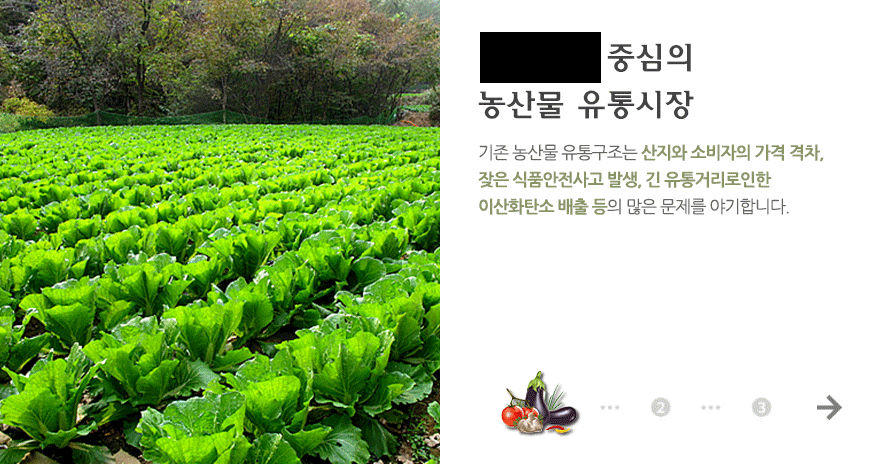 중심의
농산물 유통시장
기존 농산물 유통구조는 산지와 소비자의 가격 격차,
잦은 식품안전사고 발생, 긴 유통거리로인한
이산화탄소 배출 등의 많은 문제를 야기합니다.
2
3